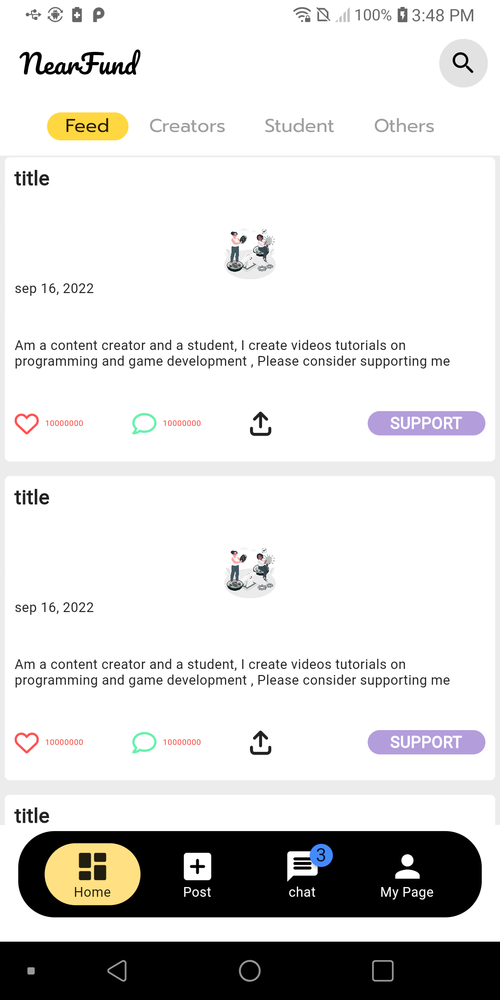 100% 3:48 PM
NearFund
Feed Creators Student Others
title
sep 16, 2022
Am a content creator and a student, I create videos tutorials on
programming and game development , Please consider supporting me
10000000 10000000 SUPPORT
title
sep 16, 2022
Am a content creator and a student, I create videos tutorials on
programming and game development , Please consider supporting me
10000000 10000000 SUPPORT
title
3
Home Post chat My Page